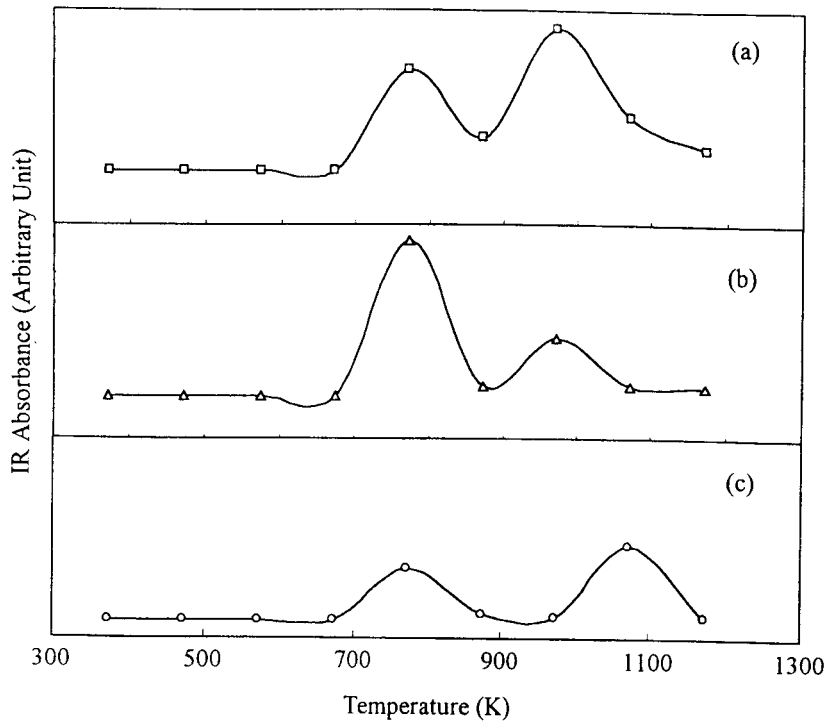 (a)
(b)
(c)
IR Absorbance (Arbitrary Unit)
300 500 700 900 1100 1300
Temperature (K)